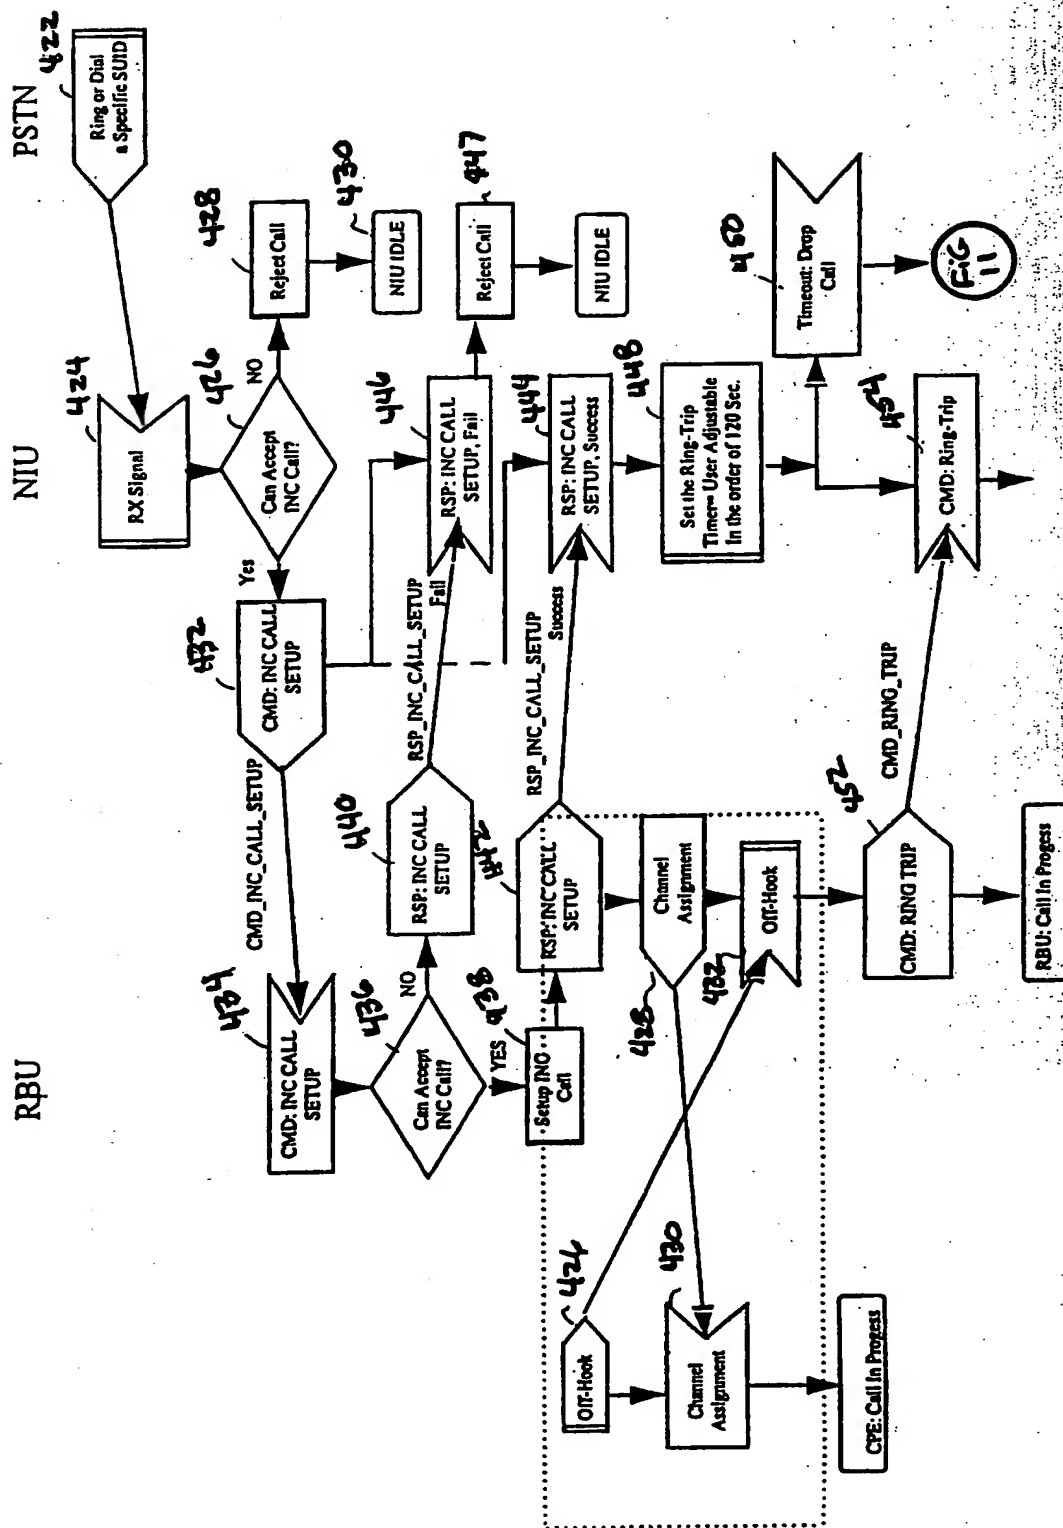 PSTN
NIU
RBU
422
Ring or Dial
a Specific SUID
424
RX Signal
426
Can Accept
INC Call?
NO
428
Reject Call
430
NIU IDLE
Yes
432
CMD: INC CALL
SETUP
CMD_INC_CALL_SETUP
434
CMD: INC CALL
SETUP
436
Can Accept
INC Call?
NO
440
RSP: INC CALL
SETUP
RSP_INC_CALL_SETUP
Fail
446
RSP: INC CALL
SETUP, Fail
447
Reject Call
NIU IDLE
YES
438
Setup INC
Call
442
RSP: INC CALL
SETUP
RSP_INC_CALL_SETUP
Success
444
RSP: INC CALL
SETUP, Success
448
Set the Ring-Trip
Timer= User Adjustable
In the order of 120 Sec.
450
Timeout: Drop
Call
FIG
11
428
Channel
Assignment
432
Off-Hook
426
Off-Hook
430
Channel
Assignment
CPE: Call In Progess
452
CMD: RING TRIP
CMD_RING_TRIP
454
CMD: Ring-Trip
RBU: Call In Progess